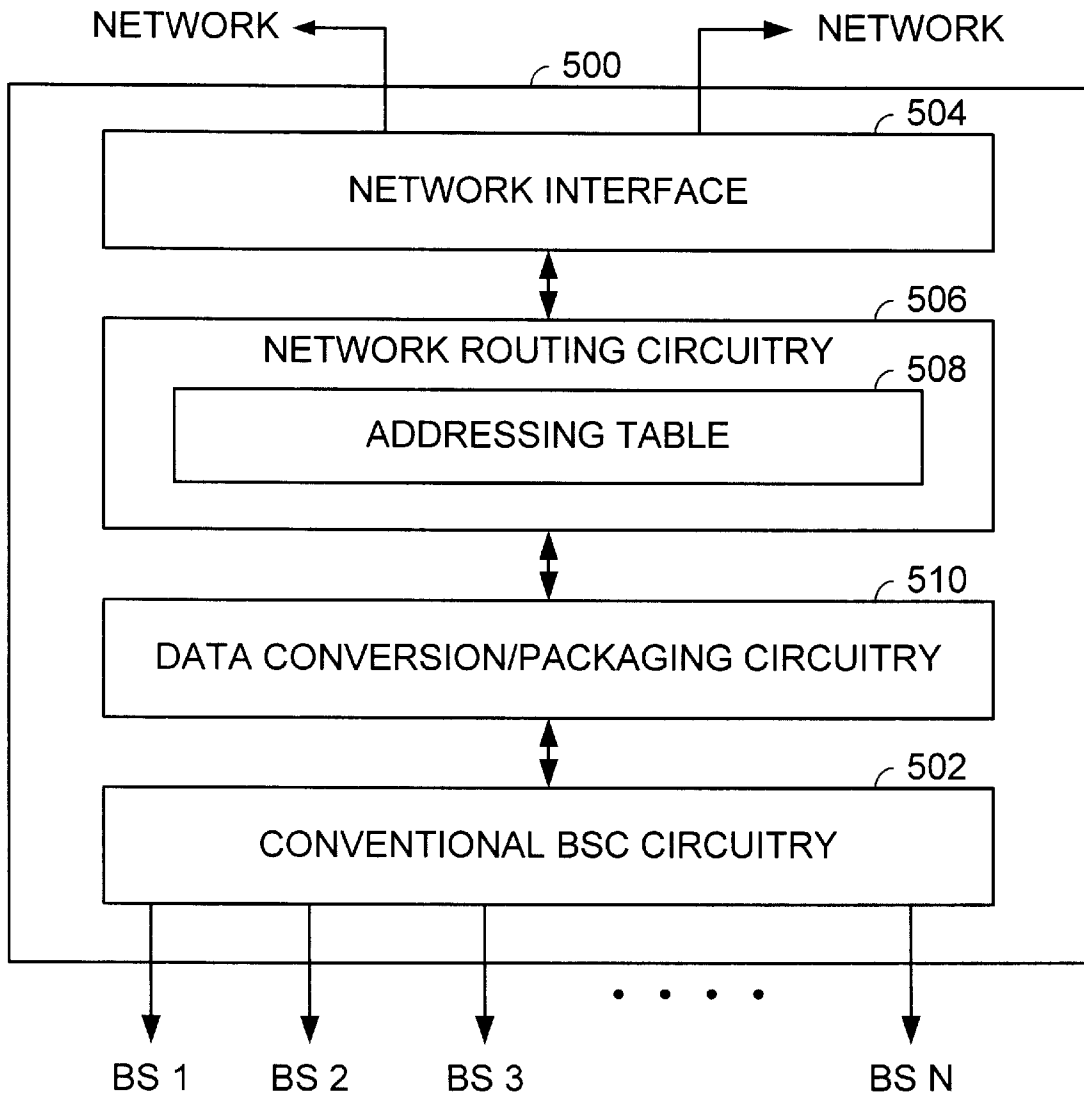 NETWORK
NETWORK
500
504
NETWORK INTERFACE
506
NETWORK ROUTING CIRCUITRY
508
ADDRESSING TABLE
510
DATA CONVERSION/PACKAGING CIRCUITRY
502
CONVENTIONAL BSC CIRCUITRY
BS 1
BS 2
BS 3
BS N